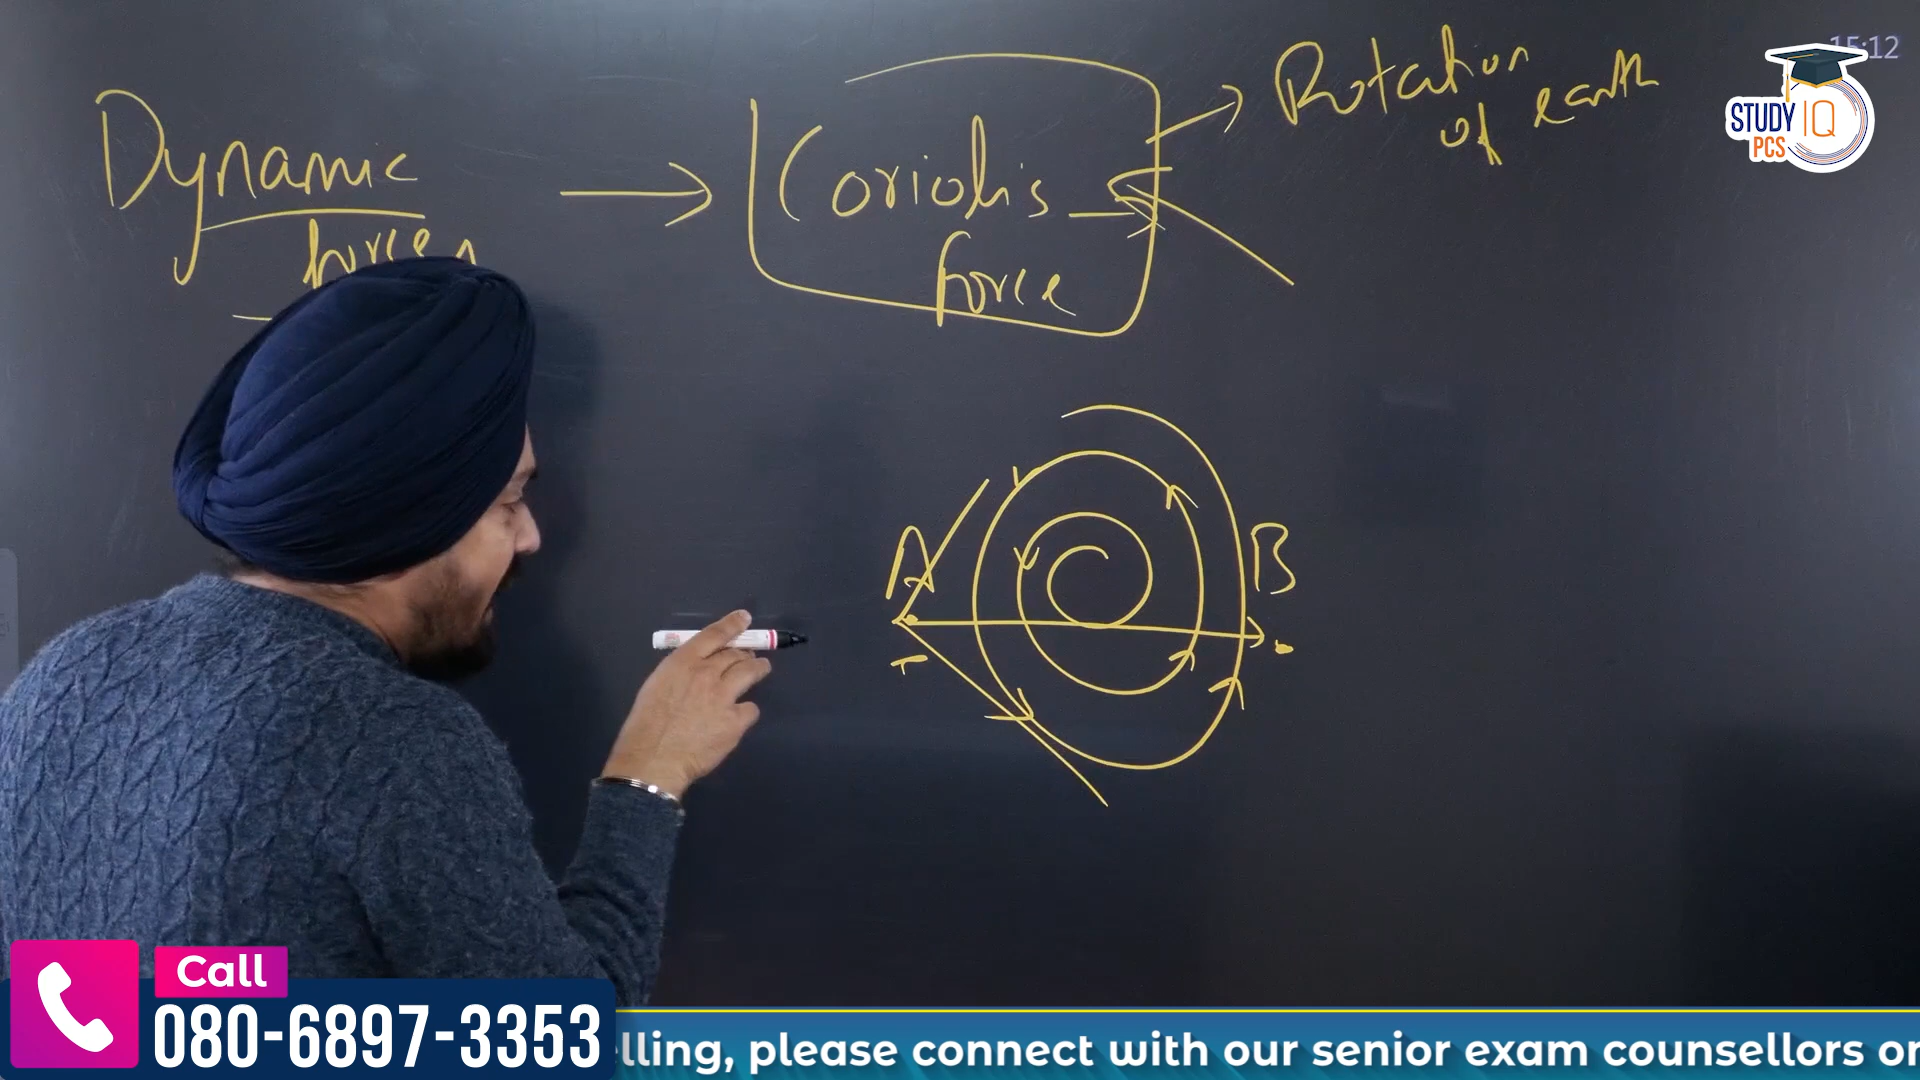 15:12
Rotation
of earth
STUDY IQ
PCS
Dynamic
forces
Coriolis
force
A
B
Call
080-6897-3353
lling, please connect with our senior exam counsellors or